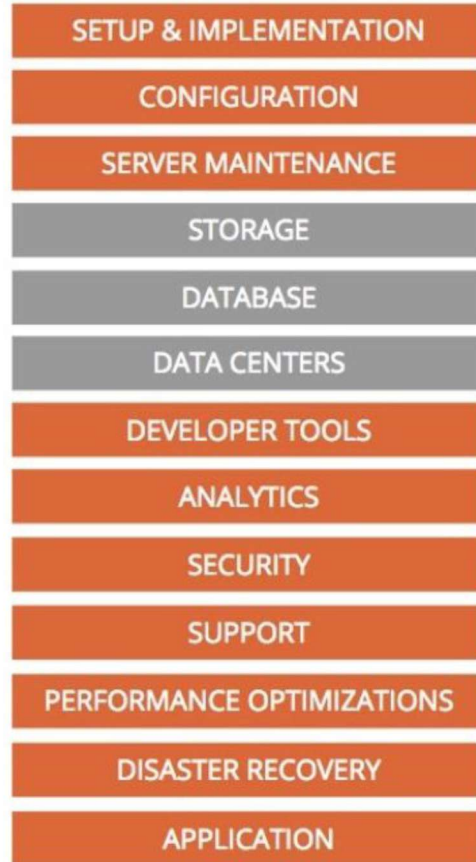 SETUP & IMPLEMENTATION
CONFIGURATION
SERVER MAINTENANCE
STORAGE
DATABASE
DATA CENTERS
DEVELOPER TOOLS
ANALYTICS
SECURITY
SUPPORT
PERFORMANCE OPTIMIZATIONS
DISASTER RECOVERY
APPLICATION